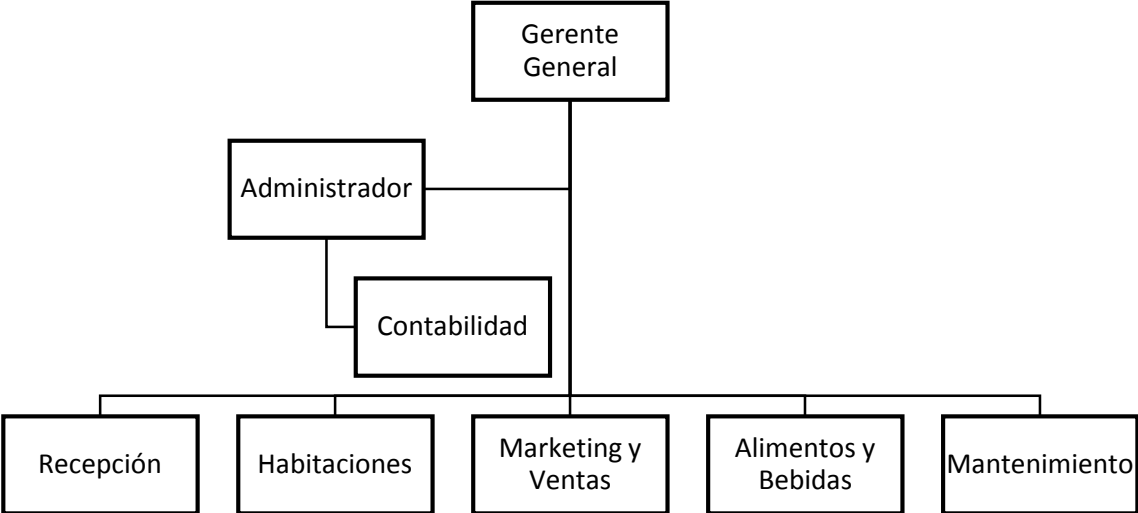 Gerente
General
Administrador
Contabilidad
Recepción
Habitaciones
Marketing y
Ventas
Alimentos y
Bebidas
Mantenimiento